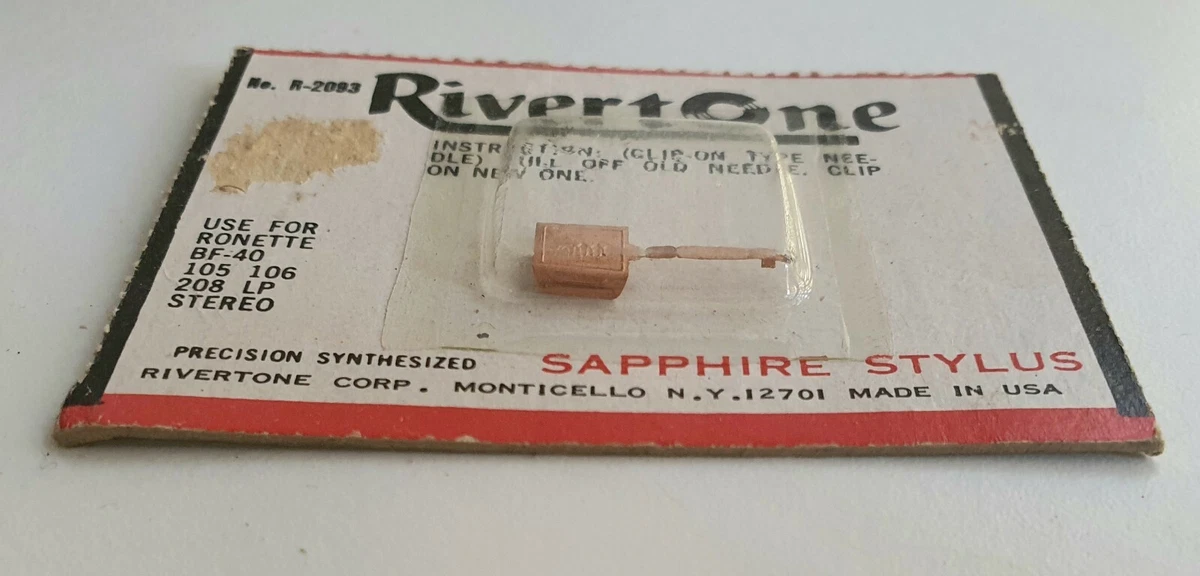 No. R-2093
RivertOne
INSTRUCTION: (CLIP-ON TYPE NEE-
DLE) PULL OFF OLD NEEDLE. CLIP
ON NEW ONE.
USE FOR
RONETTE
BF-40
105 106
208 LP
STEREO
PRECISION SYNTHESIZED
SAPPHIRE STYLUS
RIVERTONE CORP. MONTICELLO N.Y.12701 MADE IN USA